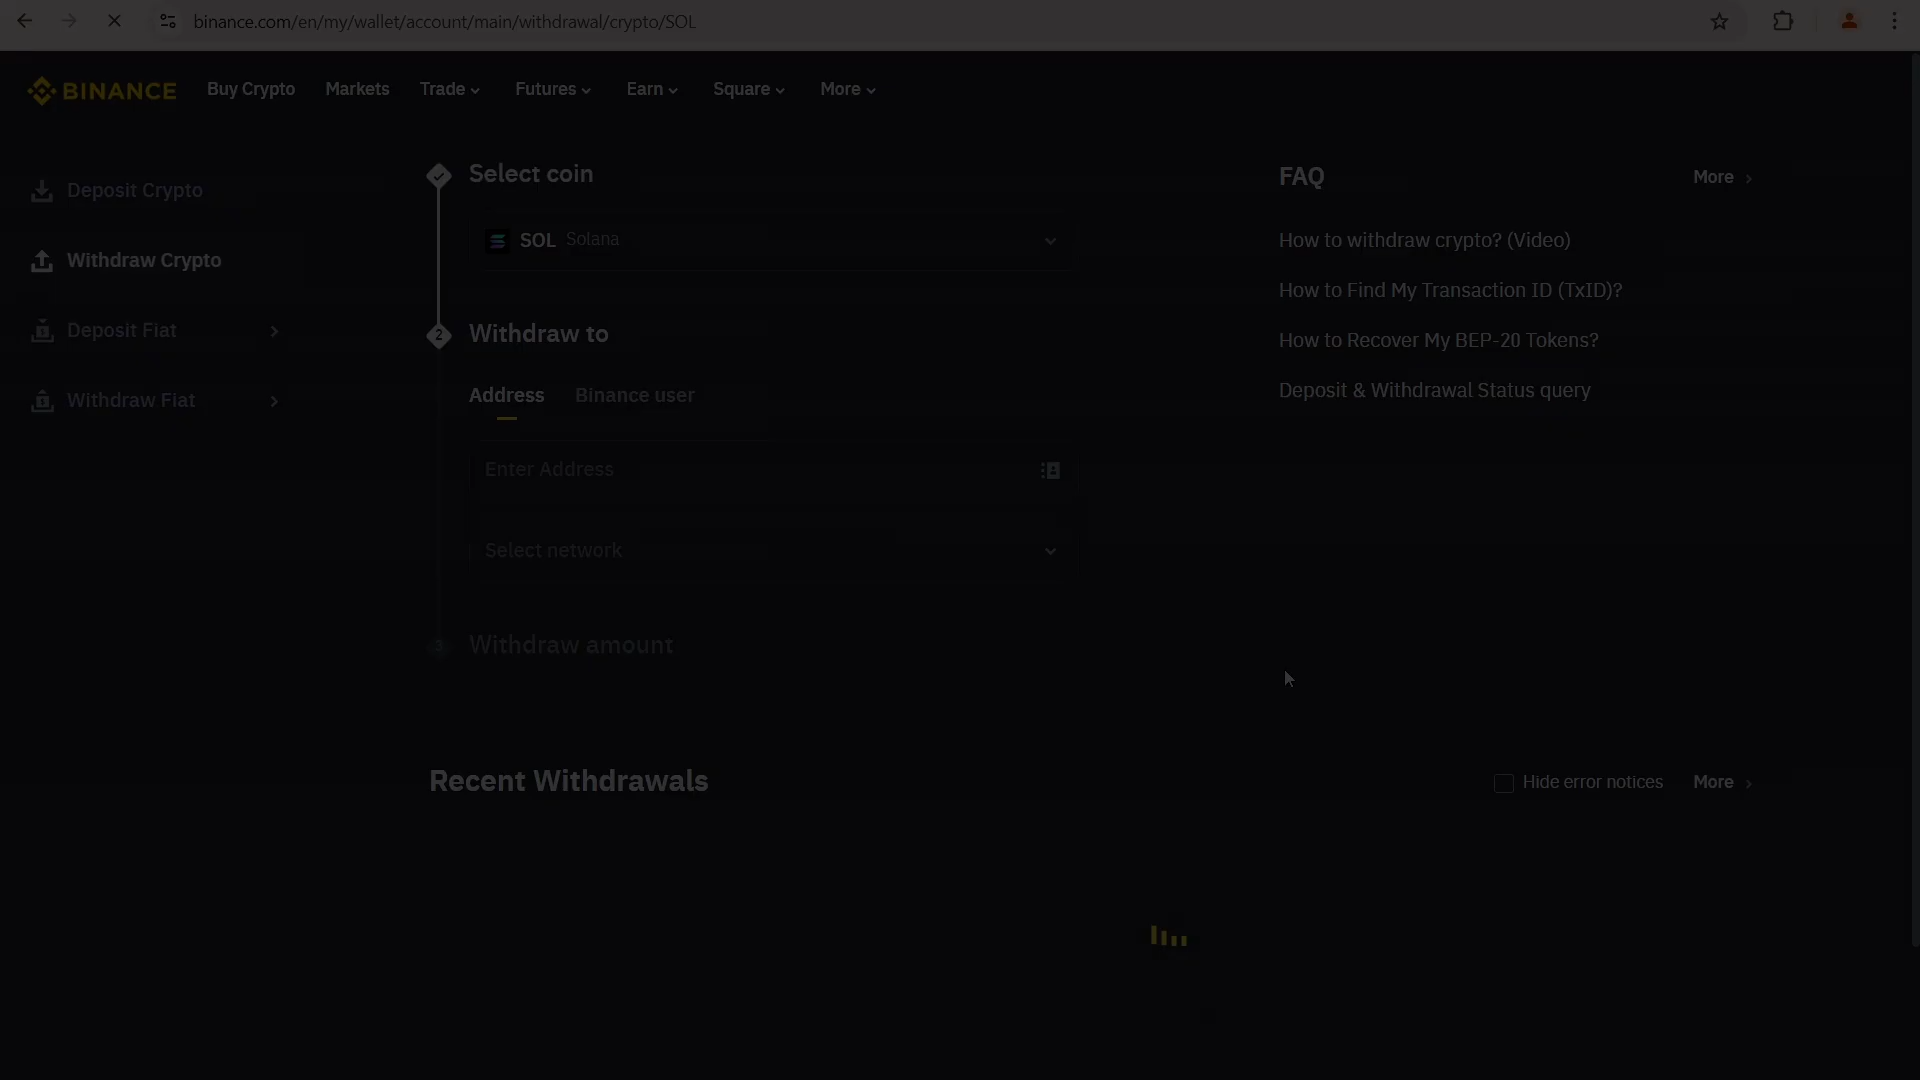 binance.com/en/my/wallet/account/main/withdrawal/crypto/SOL
BINANCE
Buy Crypto
Markets
Trade
Futures
Earn
Square
More
Deposit Crypto
Withdraw Crypto
Deposit Fiat
Withdraw Fiat
Select coin
SOL Solana
2 Withdraw to
Address
Binance user
Enter Address
Select network
3 Withdraw amount
FAQ
More
How to withdraw crypto? (Video)
How to Find My Transaction ID (TxID)?
How to Recover My BEP-20 Tokens?
Deposit & Withdrawal Status query
Recent Withdrawals
Hide error notices
More